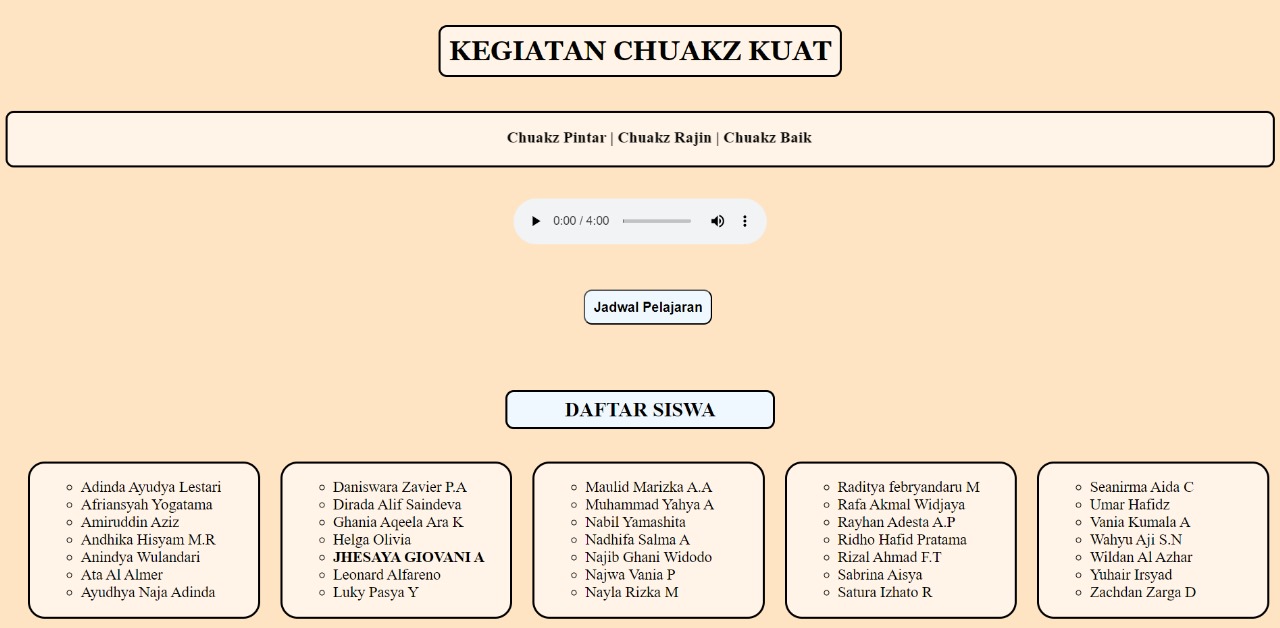 KEGIATAN CHUAKZ KUAT
Chuakz Pintar | Chuakz Rajin | Chuakz Baik
0:00 / 4:00
Jadwal Pelajaran
DAFTAR SISWA
Adinda Ayudya Lestari
Afriansyah Yogatama
Amiruddin Aziz
Andhika Hisyam M.R
Anindya Wulandari
Ata Al Almer
Ayudhya Naja Adinda
Daniswara Zavier P.A
Dirada Alif Saindeva
Ghania Aqeela Ara K
Helga Olivia
JHESAYA GIOVANI A
Leonard Alfareno
Luky Pasya Y
Maulid Marizka A.A
Muhammad Yahya A
Nabil Yamashita
Nadhifa Salma A
Najib Ghani Widodo
Najwa Vania P
Nayla Rizka M
Raditya febryandaru M
Rafa Akmal Widjaya
Rayhan Adesta A.P
Ridho Hafid Pratama
Rizal Ahmad F.T
Sabrina Aisya
Satura Izhato R
Seanirma Aida C
Umar Hafidz
Vania Kumala A
Wahyu Aji S.N
Wildan Al Azhar
Yuhair Irsyad
Zachdan Zarga D